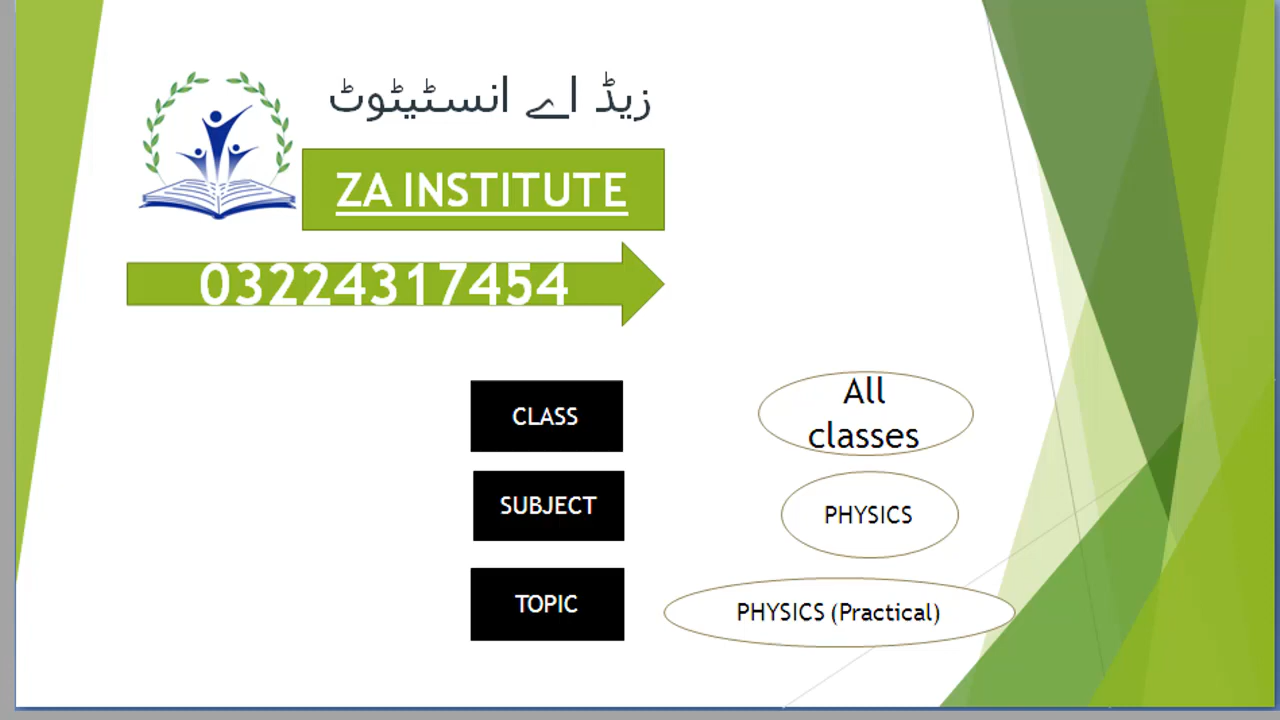 زیڈ اے انسٹیٹوٹ
ZA INSTITUTE
03224317454
CLASS
All
classes
SUBJECT
PHYSICS
TOPIC
PHYSICS (Practical)